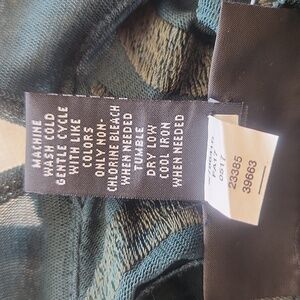 MACHINE
WASH COLD
GENTLE CYCLE
WITH LIKE
COLORS
ONLY NON-
CHLORINE BLEACH
WHEN NEEDED
TUMBLE
DRY LOW
COOL IRON
WHEN NEEDED
23385
39663